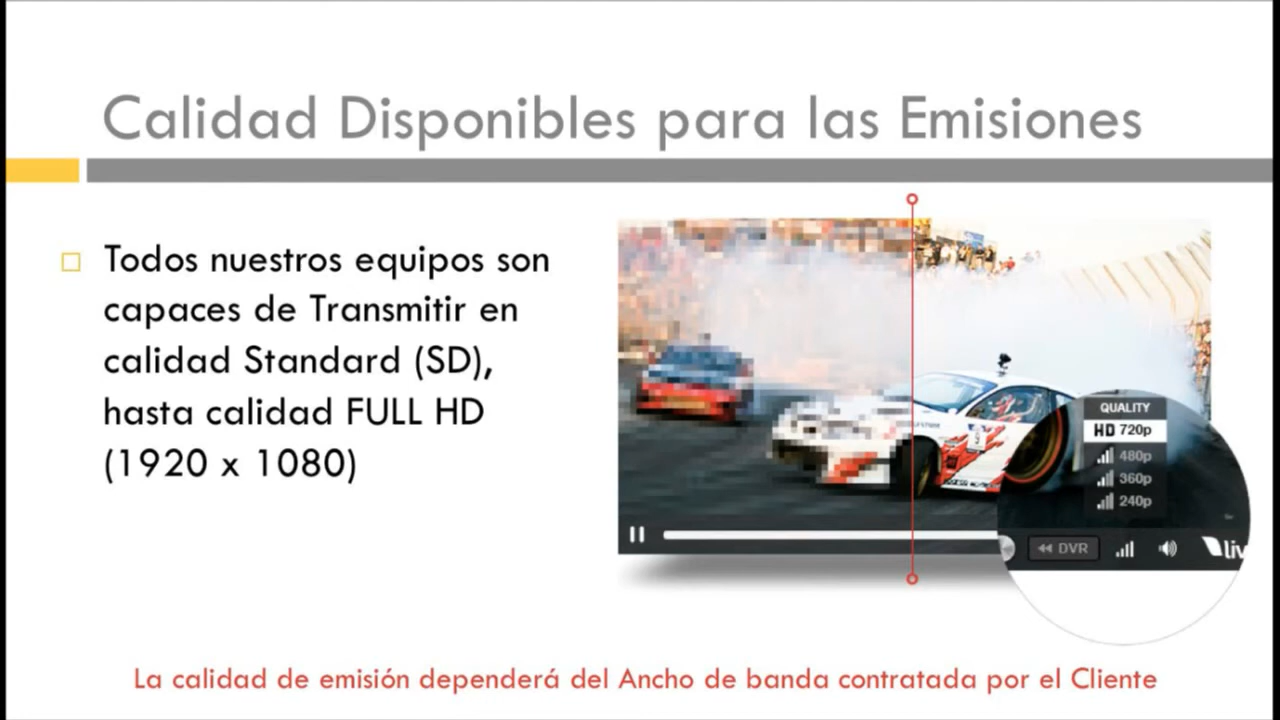 Calidad Disponibles para las Emisiones
Todos nuestros equipos son
capaces de Transmitir en
calidad Standard (SD),
hasta calidad FULL HD
(1920 x 1080)
QUALITY
HD 720p
480p
360p
240p
DVR
liv
La calidad de emisión dependerá del Ancho de banda contratada por el Cliente